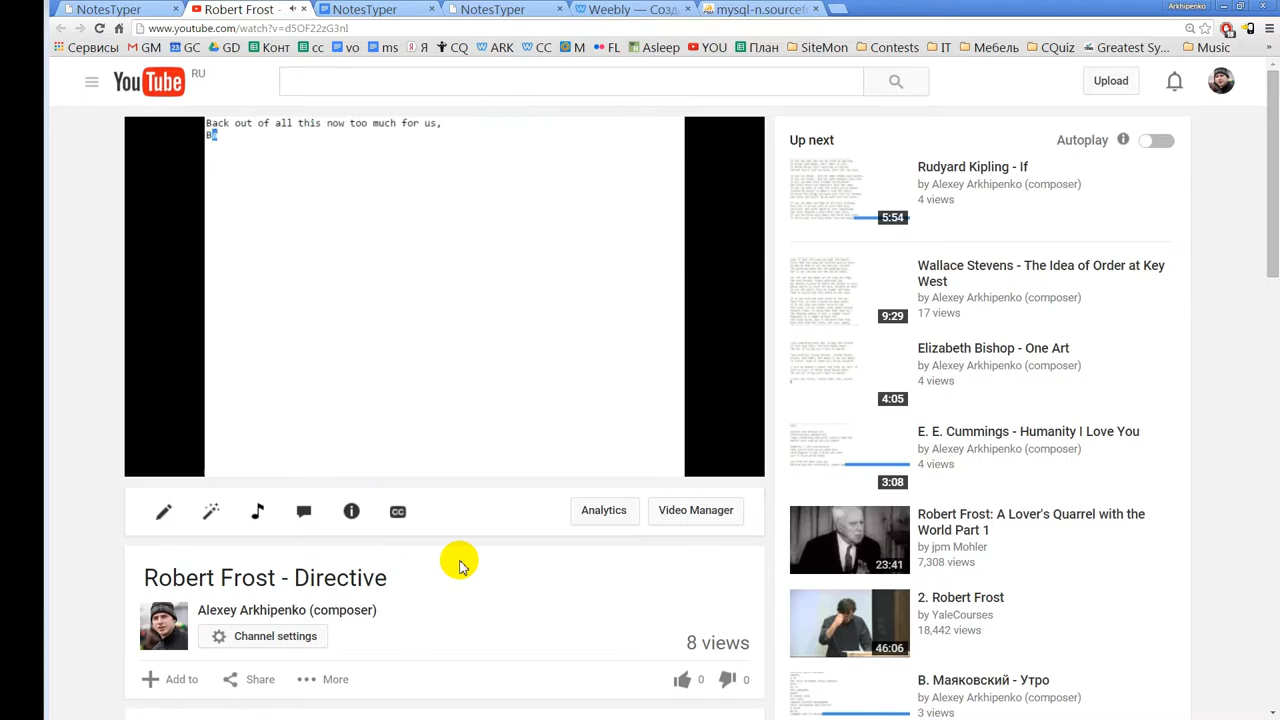 NotesTyper
Robert Frost -
NotesTyper
NotesTyper
Weebly — Созд
mysql-n.sourcef
Arkhipenko
www.youtube.com/watch?v=d5OF22zG3nI
Сервисы
GM
GC
Конт
cc
vo
ms
Я
CQ
ARK
CC
M
FL
Asleep
YOU
План
SiteMon
Contests
IT
Мебель
CQuiz
Greatest Sy...
Music
YouTube RU
Upload
Back out of all this now too much for us,
B
Up next
Autoplay
Rudyard Kipling - If
by Alexey Arkhipenko (composer)
4 views
5:54
Wallace Stevens - The Idea of Order at Key
West
by Alexey Arkhipenko (composer)
17 views
9:29
Elizabeth Bishop - One Art
by Alexey Arkhipenko (composer)
4 views
4:05
E. E. Cummings - Humanity I Love You
by Alexey Arkhipenko (composer)
4 views
3:08
Robert Frost: A Lover's Quarrel with the
World Part 1
by jpm Mohler
7,308 views
23:41
2. Robert Frost
by YaleCourses
18,442 views
46:06
В. Маяковский - Утро
by Alexey Arkhipenko (composer)
3 views
CC
Analytics
Video Manager
Robert Frost - Directive
Alexey Arkhipenko (composer)
Channel settings
8 views
Add to
Share
More
0
0